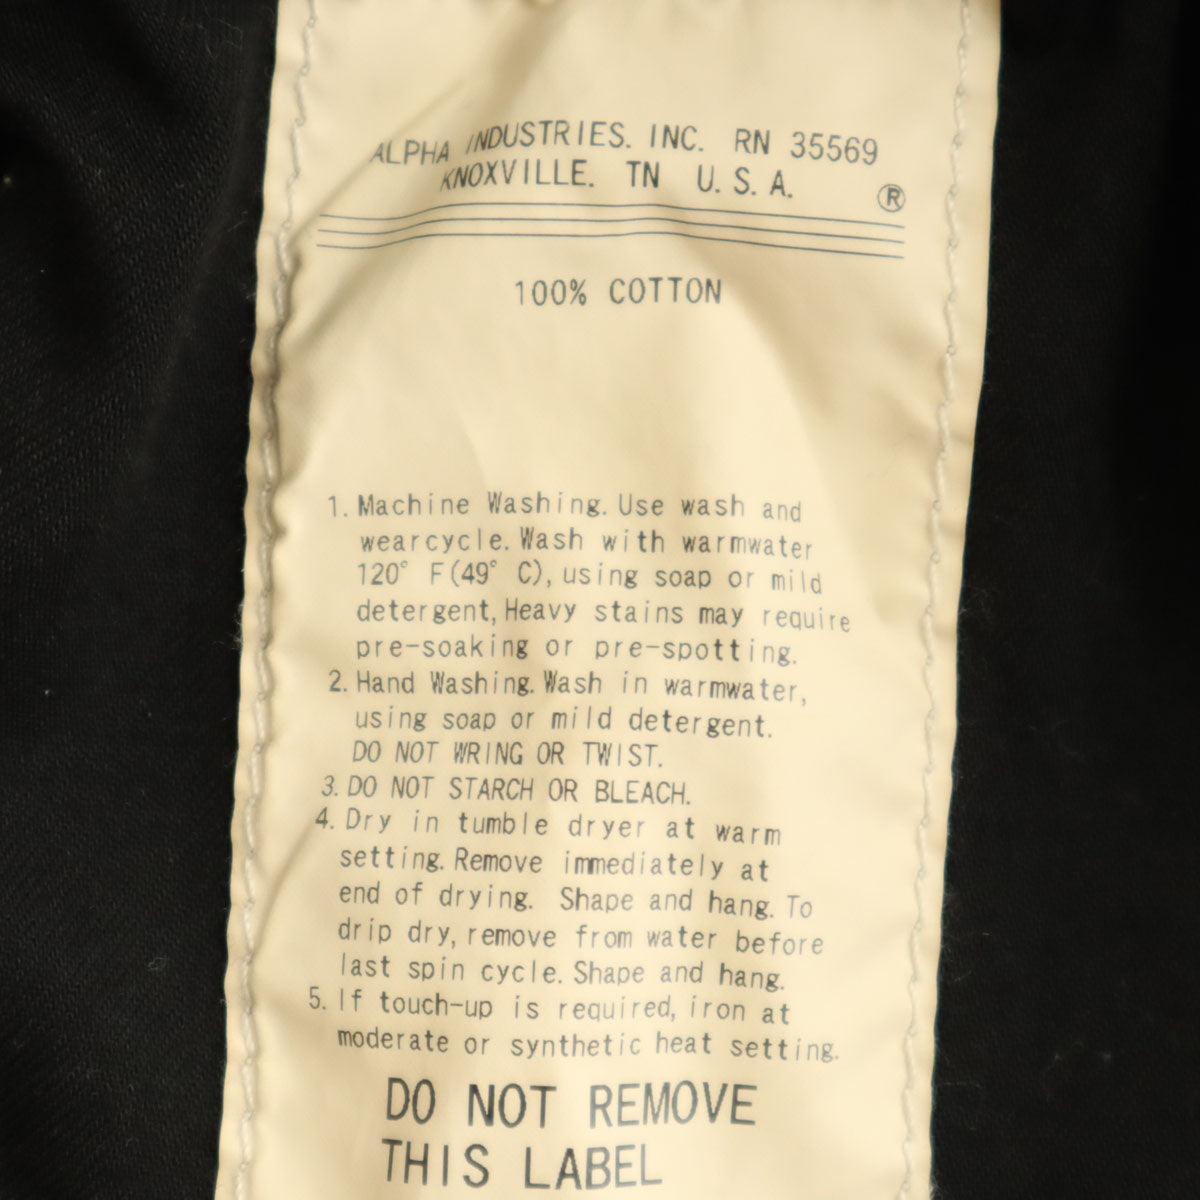 ALPHA INDUSTRIES. INC. RN 35569
KNOXVILLE. TN U.S.A.
®
100% COTTON
1. Machine Washing. Use wash and
wearcycle. Wash with warmwater
120° F(49° C), using soap or mild
detergent, Heavy stains may require
pre-soaking or pre-spotting.
2. Hand Washing. Wash in warmwater,
using soap or mild detergent.
DO NOT WRING OR TWIST.
3. DO NOT STARCH OR BLEACH.
4. Dry in tumble dryer at warm
setting. Remove immediately at
end of drying. Shape and hang. To
drip dry, remove from water before
last spin cycle. Shape and hang.
5. If touch-up is required, iron at
moderate or synthetic heat setting.
DO NOT REMOVE
THIS LABEL